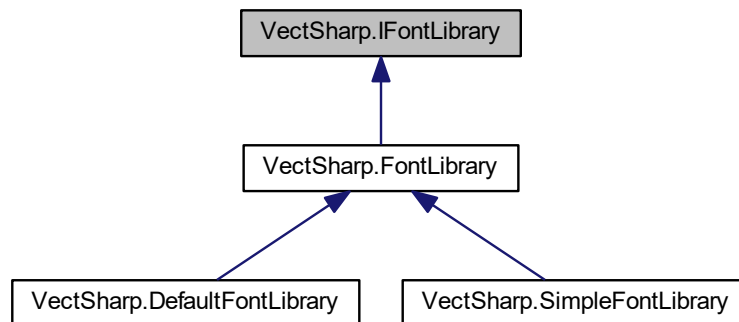 VectSharp.IFontLibrary
VectSharp.FontLibrary
VectSharp.DefaultFontLibrary
VectSharp.SimpleFontLibrary